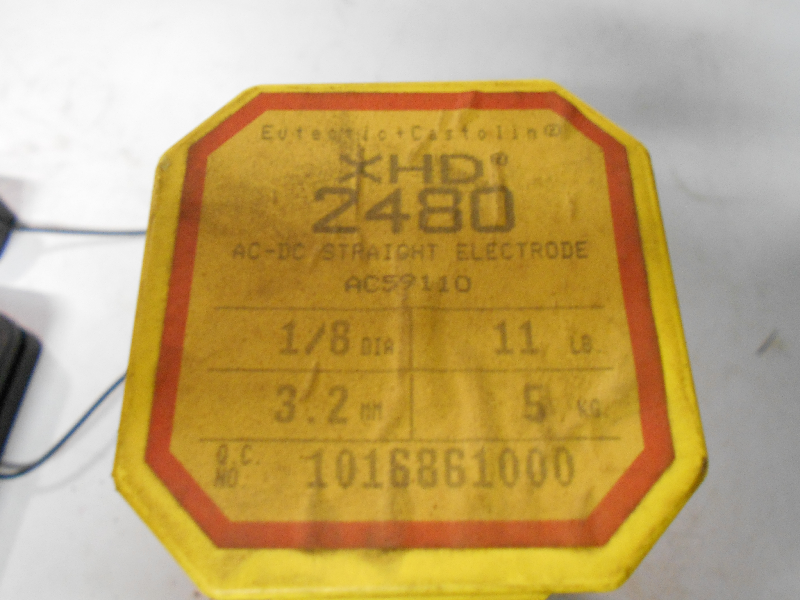 Eutectic+Castolin®
XHD®
2480
AC-DC STRAIGHT ELECTRODE
AC59110
1/8 DIA 11 LB.
3.2 MM 5 KG.
Q.C. NO 1016861000